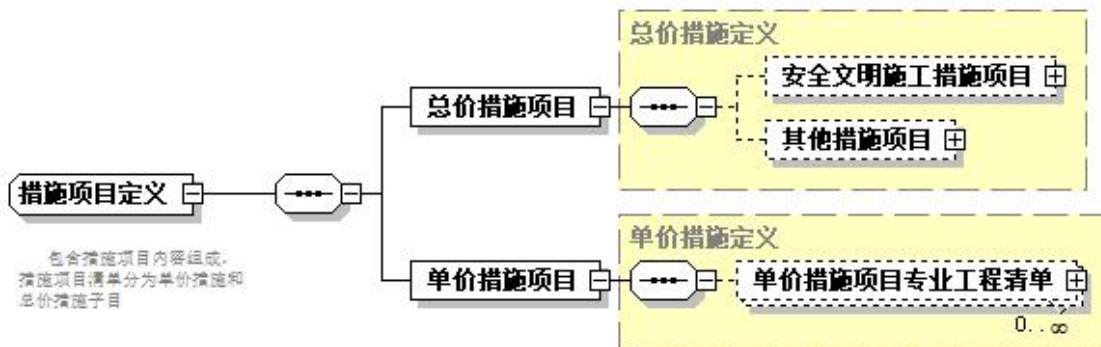 总价措施定义
安全文明施工措施项目
总价措施项目
其他措施项目
措施项目定义
包含措施项目内容组成，
措施项目清单分为单价措施和
总价措施子目
单价措施定义
单价措施项目
单价措施项目专业工程清单
0..∞